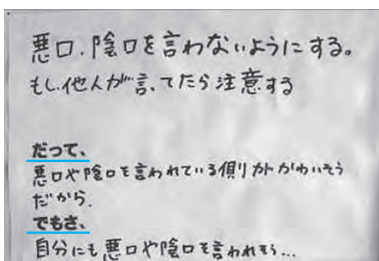 悪口、陰口を言わないようにする。
もし、他人が言ってたら注意する
だって、
悪口や陰口を言われている側がかわいそう
だから。
でもさ、
自分にも悪口や陰口を言われそう…